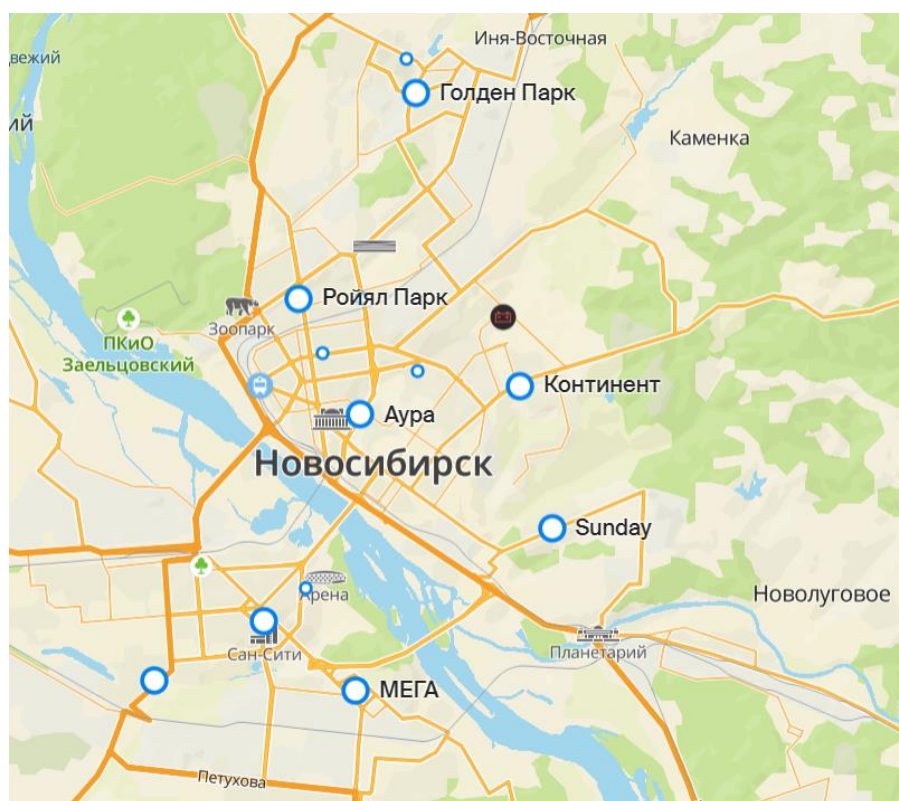 Иня-Восточная
вежий
Голден Парк
ий
Каменка
Ройял Парк
Зоопарк
ПКиО
Заельцовский
Континент
Аура
Новосибирск
Sunday
Арена
Новолуговое
Сан-Сити
Планетарий
МЕГА
Петухова